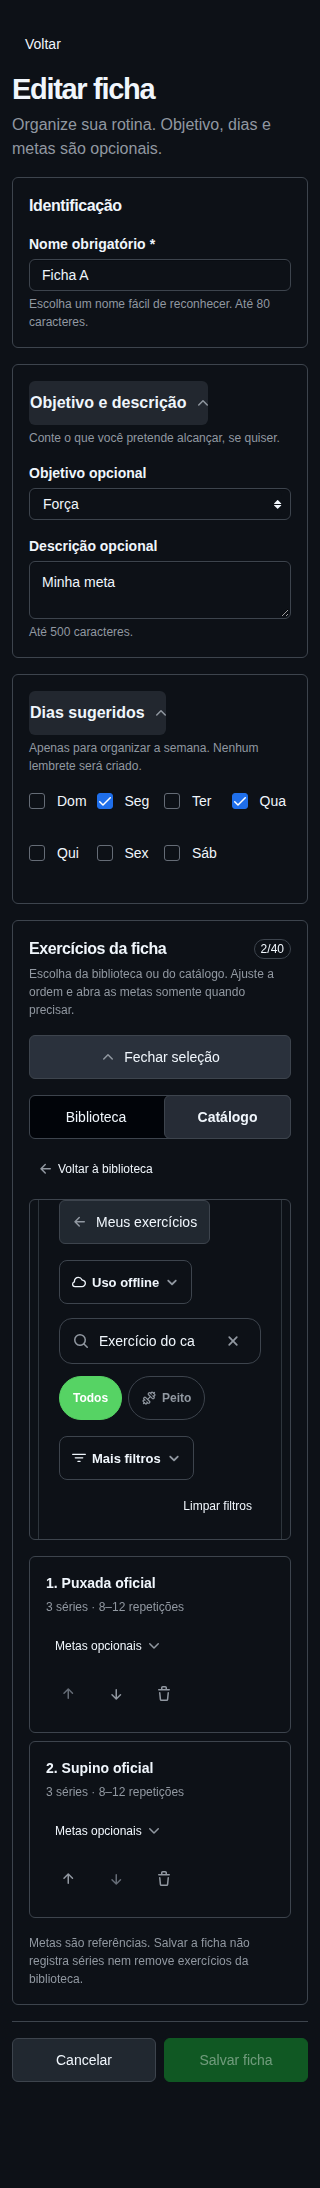 Voltar
Editar ficha
Organize sua rotina. Objetivo, dias e
metas são opcionais.
Identificação
Nome obrigatório *
Ficha A
Escolha um nome fácil de reconhecer. Até 80
caracteres.
Objetivo e descrição
Conte o que você pretende alcançar, se quiser.
Objetivo opcional
Força
Descrição opcional
Minha meta
Até 500 caracteres.
Dias sugeridos
Apenas para organizar a semana. Nenhum
lembrete será criado.
Dom Seg Ter Qua
Qui Sex Sáb
Exercícios da ficha 2/40
Escolha da biblioteca ou do catálogo. Ajuste a
ordem e abra as metas somente quando
precisar.
Fechar seleção
Biblioteca Catálogo
Voltar à biblioteca
Meus exercícios
Uso offline
Exercício do ca
Todos Peito
Mais filtros
Limpar filtros
1. Puxada oficial
3 séries · 8–12 repetições
Metas opcionais
2. Supino oficial
3 séries · 8–12 repetições
Metas opcionais
Metas são referências. Salvar a ficha não
registra séries nem remove exercícios da
biblioteca.
Cancelar Salvar ficha